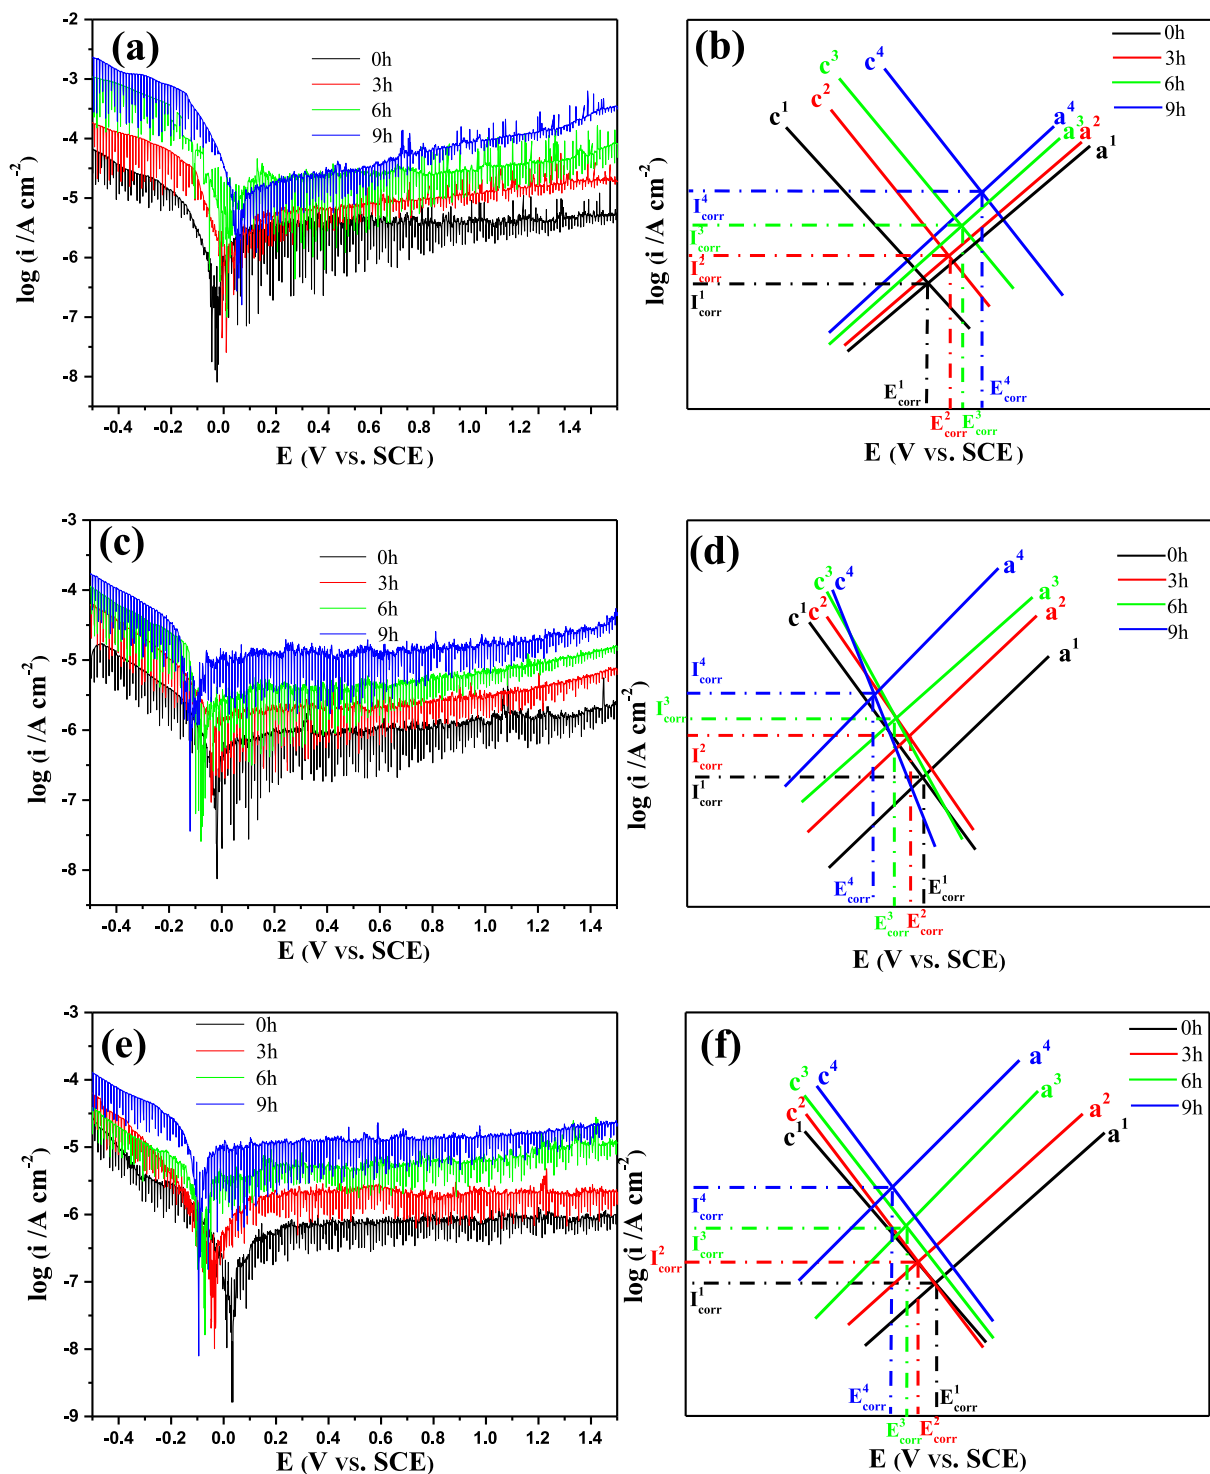 (a)
0h
3h
6h
9h
-2
-3
-4
-5
-6
-7
-8
log (i /A cm⁻²)
-0.4 -0.2 0.0 0.2 0.4 0.6 0.8 1.0 1.2 1.4
E (V vs. SCE)
(b)
0h
3h
6h
9h
c¹ c² c³ c⁴
a⁴ a³ a² a¹
I⁴corr
I³corr
I²corr
I¹corr
E¹corr E²corr E³corr E⁴corr
log (i /A cm⁻²)
E (V vs. SCE)
(c)
0h
3h
6h
9h
-3
-4
-5
-6
-7
-8
log (i /A cm⁻²)
-0.4 -0.2 0.0 0.2 0.4 0.6 0.8 1.0 1.2 1.4
E (V vs. SCE)
(d)
0h
3h
6h
9h
c¹ c² c³ c⁴
a⁴ a³ a² a¹
I⁴corr
I³corr
I²corr
I¹corr
E⁴corr E³corr E²corr E¹corr
log (i /A cm⁻²)
E (V vs. SCE)
(e)
0h
3h
6h
9h
-3
-4
-5
-6
-7
-8
-9
log (i /A cm⁻²)
-0.4 -0.2 0.0 0.2 0.4 0.6 0.8 1.0 1.2 1.4
E (V vs. SCE)
(f)
0h
3h
6h
9h
c¹ c² c³ c⁴
a⁴ a³ a² a¹
I⁴corr
I³corr
I²corr
I¹corr
E⁴corr E³corr E²corr E¹corr
log (i /A cm⁻²)
E (V vs. SCE)